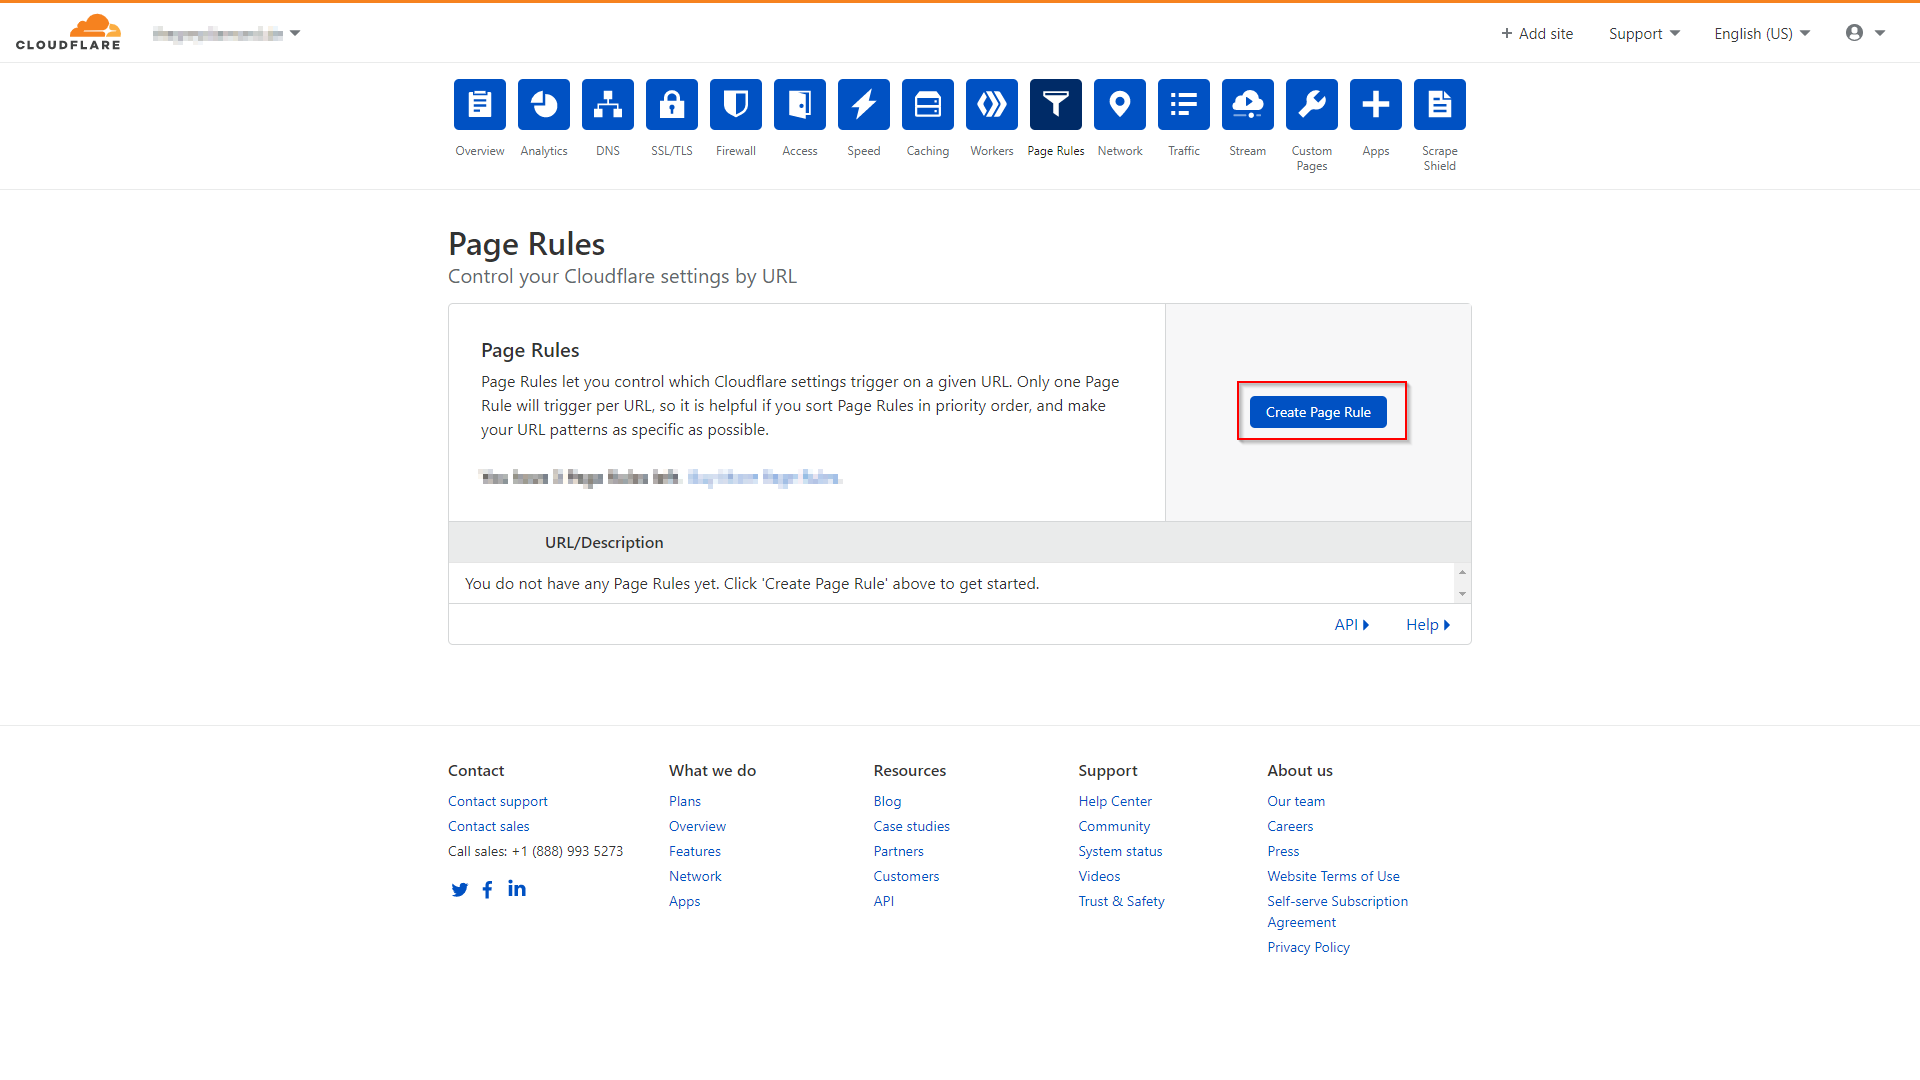 CLOUDFLARE
+ Add site
Support
English (US)
Overview
Analytics
DNS
SSL/TLS
Firewall
Access
Speed
Caching
Workers
Page Rules
Network
Traffic
Stream
Custom
Pages
Apps
Scrape
Shield
Page Rules
Control your Cloudflare settings by URL
Page Rules
Page Rules let you control which Cloudflare settings trigger on a given URL. Only one Page
Rule will trigger per URL, so it is helpful if you sort Page Rules in priority order, and make
your URL patterns as specific as possible.
Create Page Rule
URL/Description
You do not have any Page Rules yet. Click 'Create Page Rule' above to get started.
API
Help
Contact
Contact support
Contact sales
Call sales: +1 (888) 993 5273
What we do
Plans
Overview
Features
Network
Apps
Resources
Blog
Case studies
Partners
Customers
API
Support
Help Center
Community
System status
Videos
Trust & Safety
About us
Our team
Careers
Press
Website Terms of Use
Self-serve Subscription
Agreement
Privacy Policy